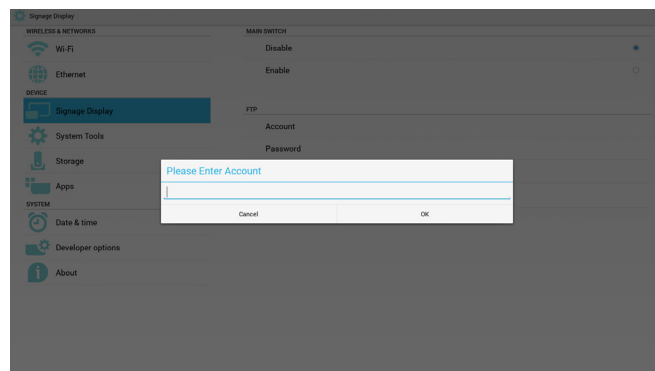 Signage Display
WIRELESS & NETWORKS
Wi-Fi
Ethernet
DEVICE
Signage Display
System Tools
Storage
Apps
SYSTEM
Date & time
Developer options
About
MAIN SWITCH
Disable
Enable
FTP
Account
Password
Please Enter Account
Cancel
OK